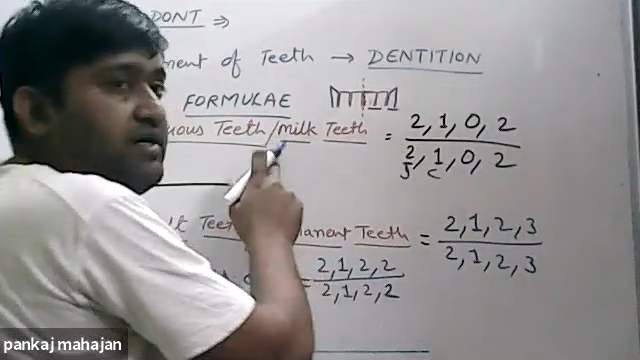 DONT ⇒
ment of Teeth → DENTITION
FORMULAE
uous Teeth/milk Teeth = 2, 1, 0, 2 / 2, 1, 0, 2
C
Teeth manent Teeth = 2, 1, 2, 3 / 2, 1, 2, 3
= 2, 1, 2, 2 / 2, 1, 2, 2
pankaj mahajan